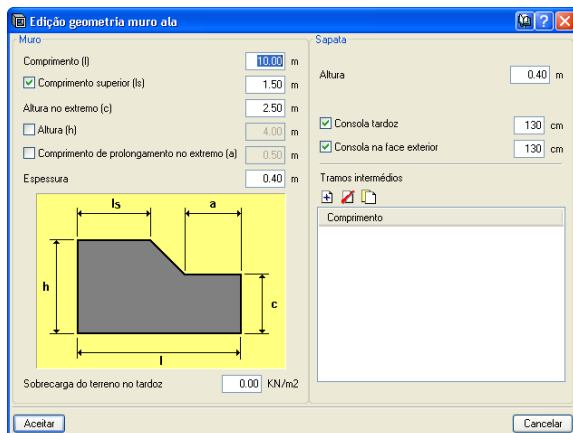 Edição geometria muro ala
Muro
Comprimento (l) 10.00 m
Comprimento superior (ls) 1.50 m
Altura no extremo (c) 2.50 m
Altura (h) 4.00 m
Comprimento de prolongamento no extremo (a) 0.50 m
Espessura 0.40 m
ls a
h c
l
Sobrecarga do terreno no tardoz 0.00 KN/m2
Sapata
Altura 0.40 m
Consola tardoz 130 cm
Consola na face exterior 130 cm
Tramos intermédios
Comprimento
Aceitar Cancelar